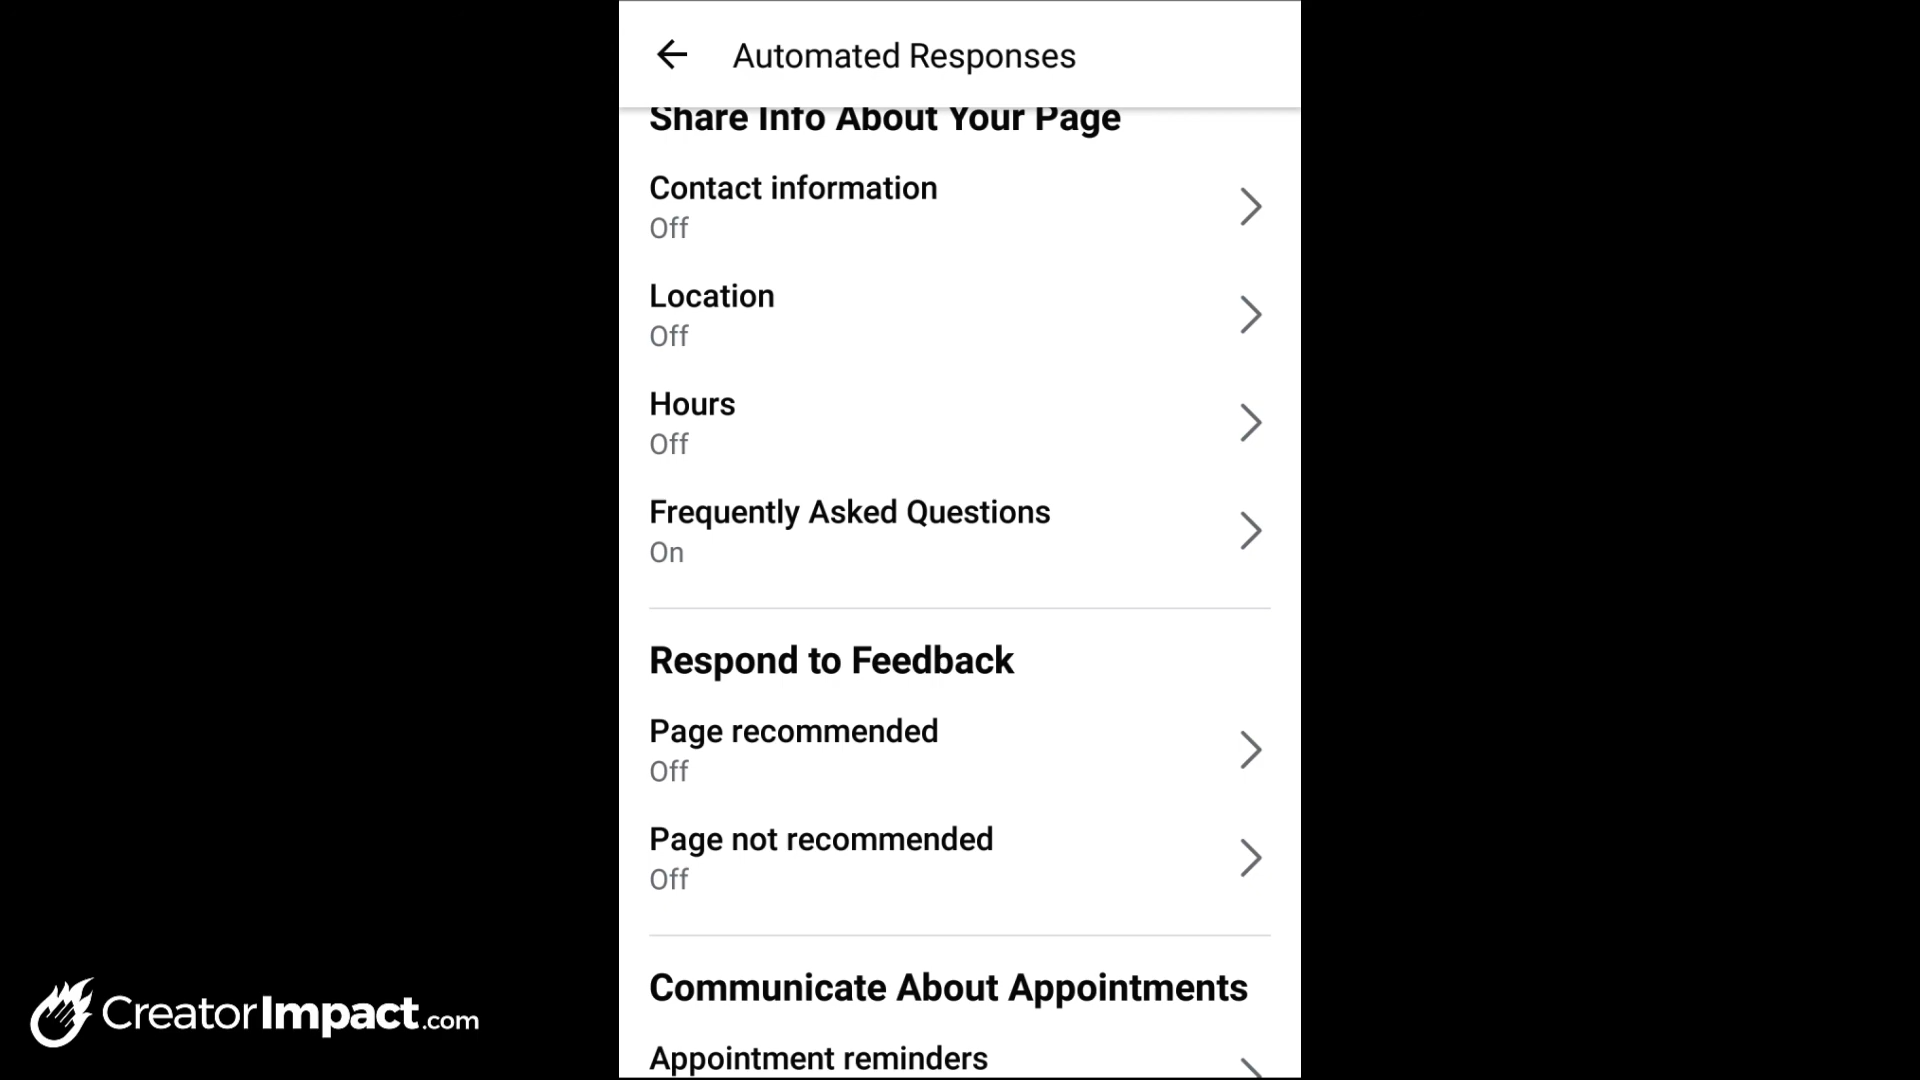 Automated Responses
Share Info About Your Page
Contact information
Off
Location
Off
Hours
Off
Frequently Asked Questions
On
Respond to Feedback
Page recommended
Off
Page not recommended
Off
Communicate About Appointments
Appointment reminders
CreatorImpact.com